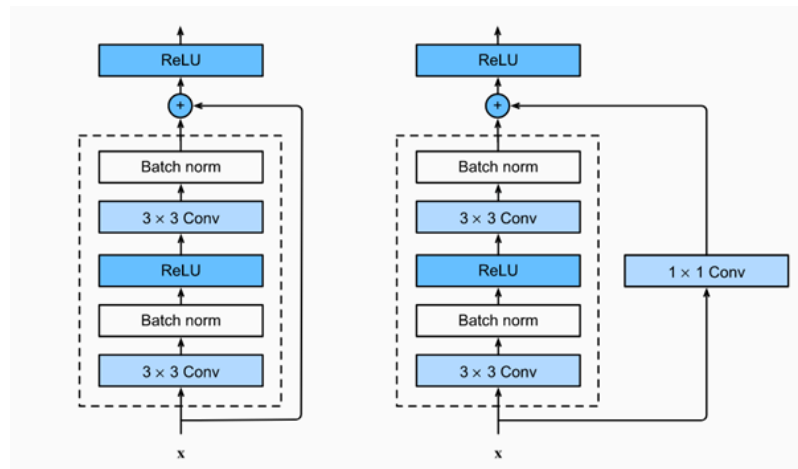 ReLU
+
Batch norm
3 × 3 Conv
ReLU
Batch norm
3 × 3 Conv
x
ReLU
+
Batch norm
3 × 3 Conv
ReLU
Batch norm
3 × 3 Conv
x
1 × 1 Conv